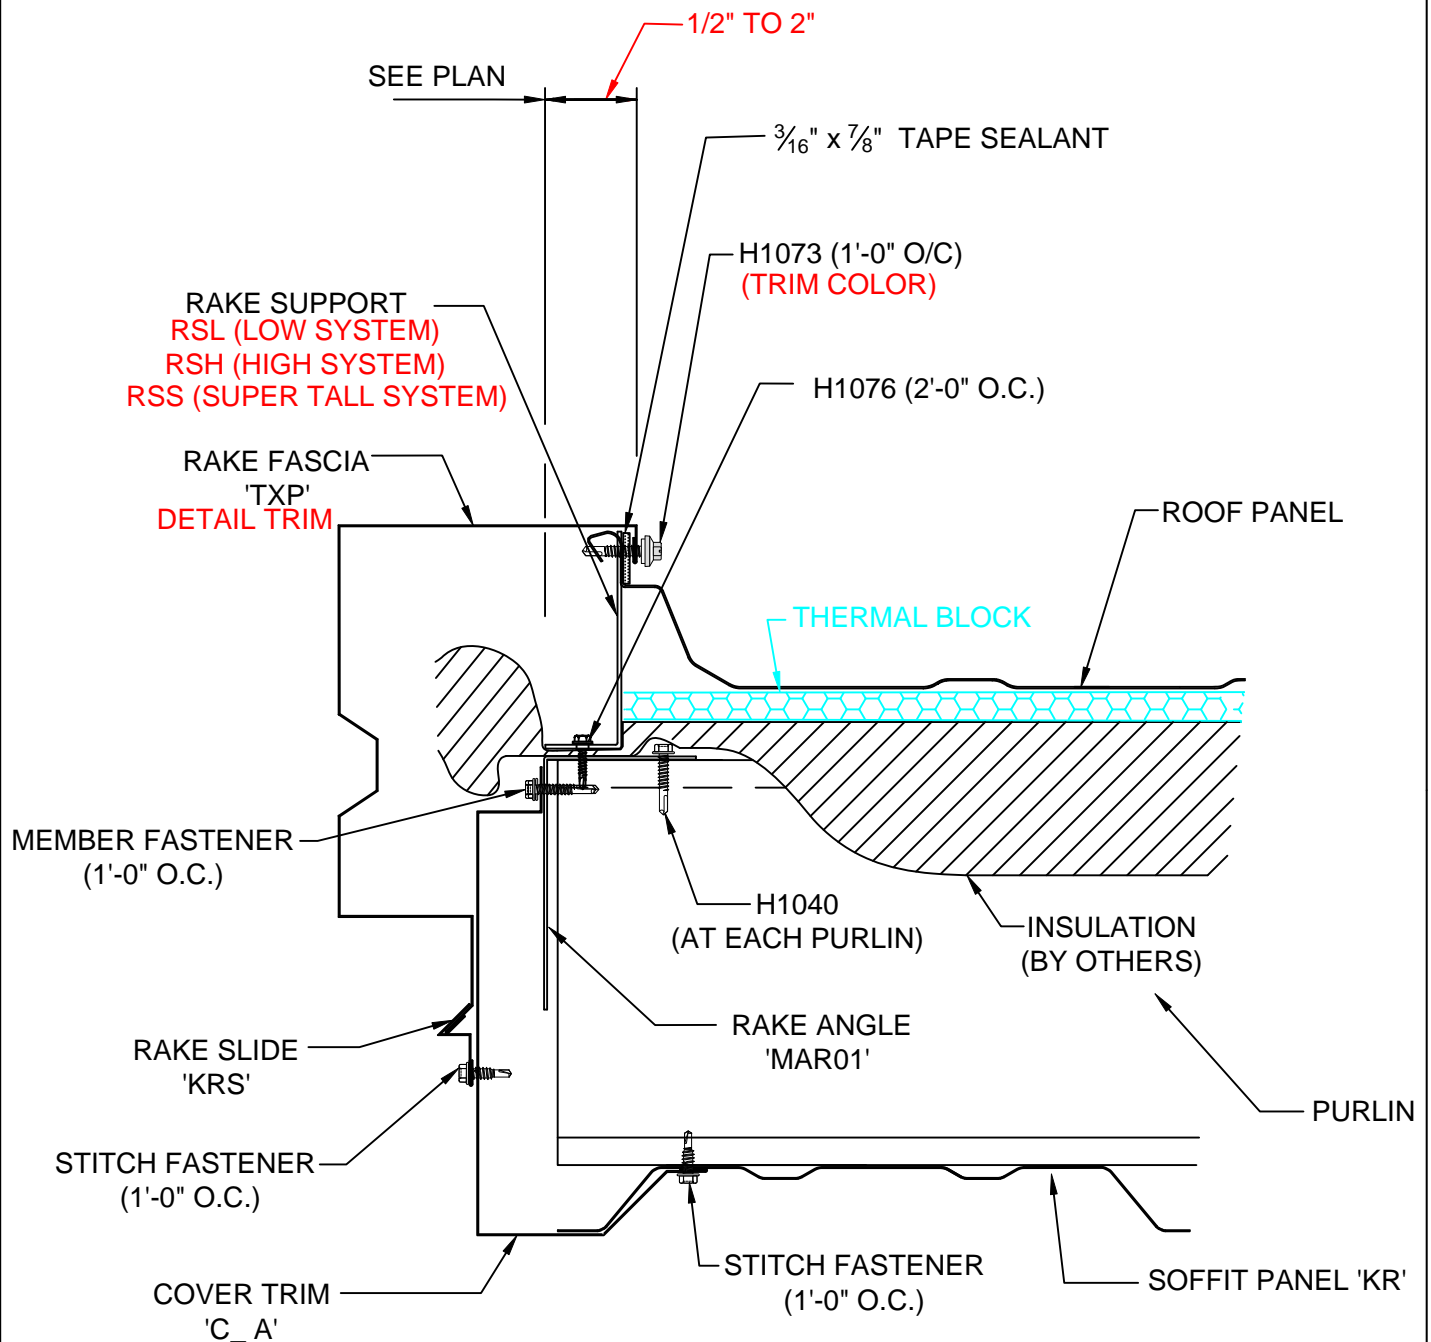 1/2" TO 2"
SEE PLAN
3/16" x 7/8" TAPE SEALANT
H1073 (1'-0" O/C)
(TRIM COLOR)
RAKE SUPPORT
RSL (LOW SYSTEM)
RSH (HIGH SYSTEM)
RSS (SUPER TALL SYSTEM)
H1076 (2'-0" O.C.)
RAKE FASCIA
'TXP'
DETAIL TRIM
ROOF PANEL
THERMAL BLOCK
MEMBER FASTENER
(1'-0" O.C.)
H1040
(AT EACH PURLIN)
INSULATION
(BY OTHERS)
RAKE ANGLE
'MAR01'
RAKE SLIDE
'KRS'
PURLIN
STITCH FASTENER
(1'-0" O.C.)
STITCH FASTENER
(1'-0" O.C.)
SOFFIT PANEL 'KR'
COVER TRIM
'C_ A'